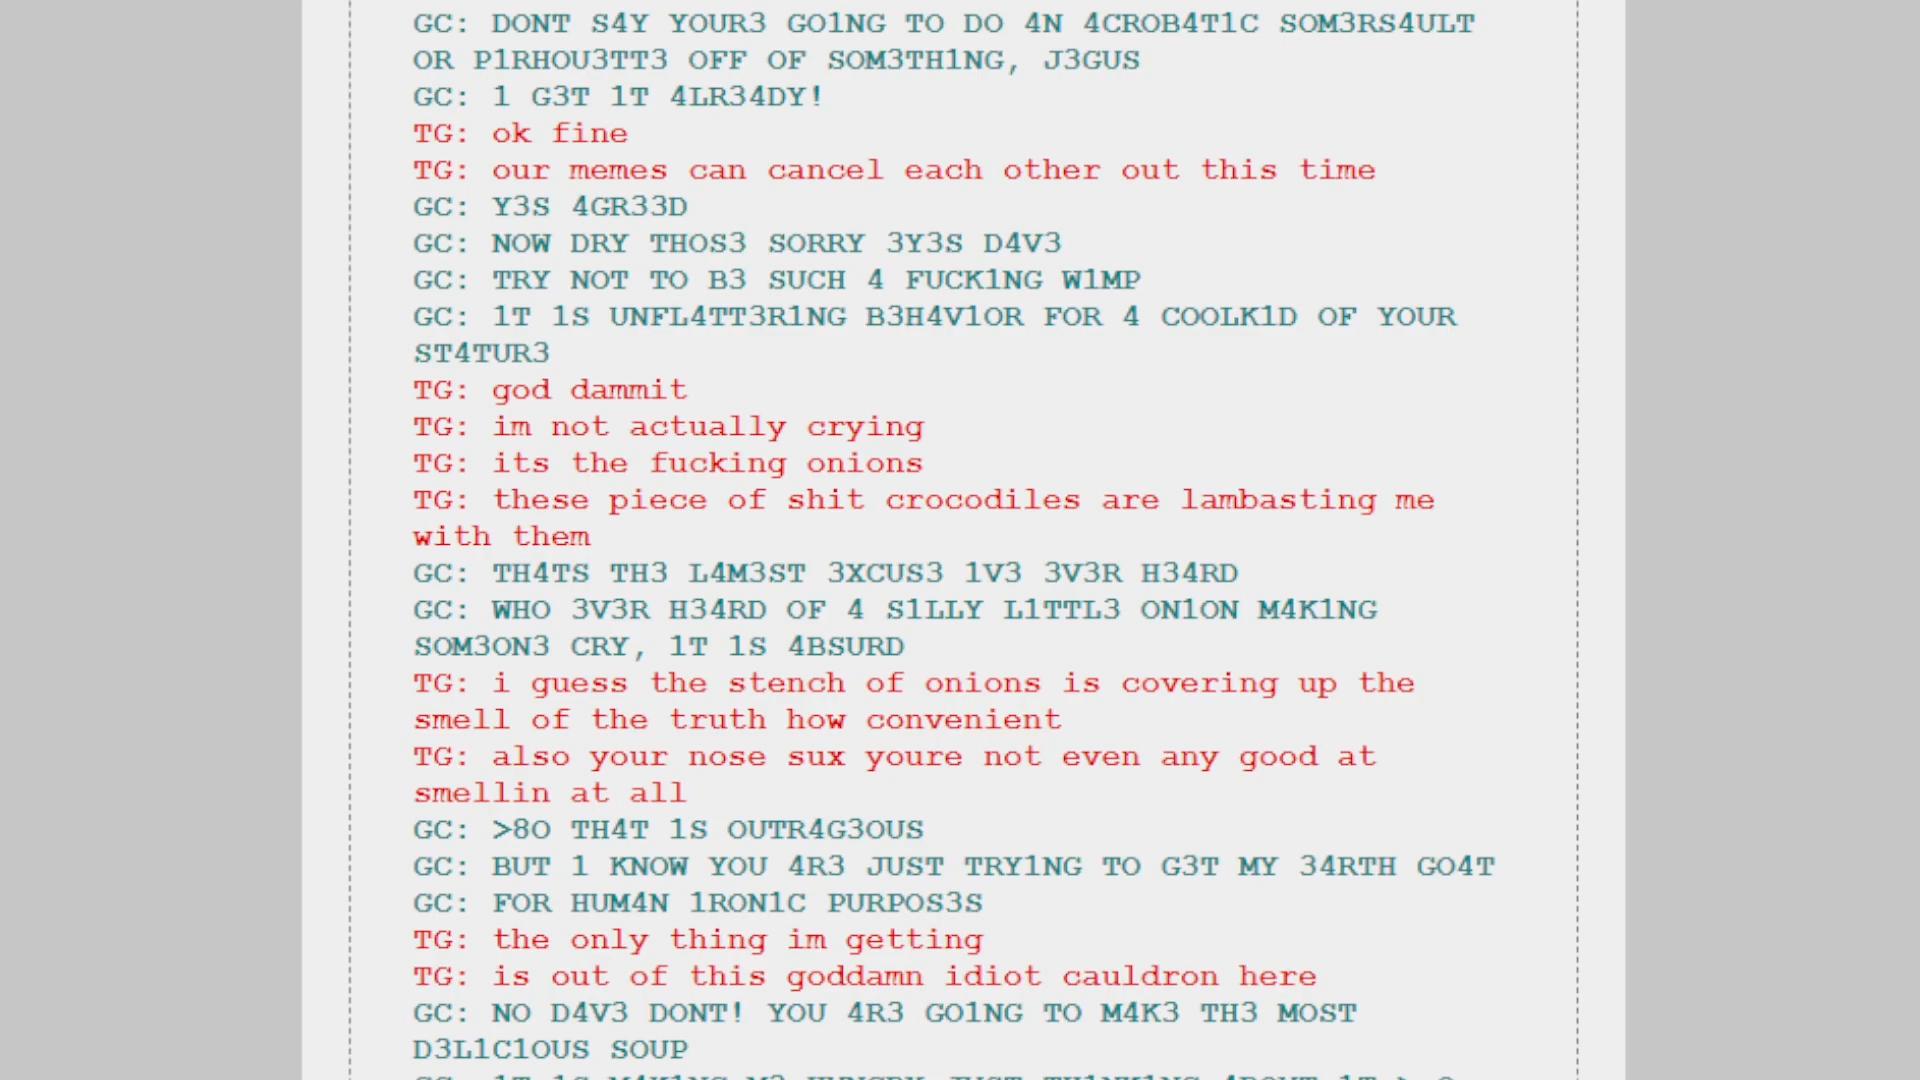 GC: DONT S4Y YOUR3 GO1NG TO DO 4N 4CROB4T1C SOM3RS4ULT
OR P1RHOU3TT3 OFF OF SOM3TH1NG, J3GUS
GC: 1 G3T 1T 4LR34DY!
TG: ok fine
TG: our memes can cancel each other out this time
GC: Y3S 4GR33D
GC: NOW DRY THOS3 SORRY 3Y3S D4V3
GC: TRY NOT TO B3 SUCH 4 FUCK1NG W1MP
GC: 1T 1S UNFL4TT3R1NG B3H4V1OR FOR 4 COOLK1D OF YOUR
ST4TUR3
TG: god dammit
TG: im not actually crying
TG: its the fucking onions
TG: these piece of shit crocodiles are lambasting me
with them
GC: TH4TS TH3 L4M3ST 3XCUS3 1V3 3V3R H34RD
GC: WHO 3V3R H34RD OF 4 S1LLY L1TTL3 ON1ON M4K1NG
SOM3ON3 CRY, 1T 1S 4BSURD
TG: i guess the stench of onions is covering up the
smell of the truth how convenient
TG: also your nose sux youre not even any good at
smellin at all
GC: >8O TH4T 1S OUTR4G3OUS
GC: BUT 1 KNOW YOU 4R3 JUST TRY1NG TO G3T MY 34RTH GO4T
GC: FOR HUM4N 1RON1C PURPOS3S
TG: the only thing im getting
TG: is out of this goddamn idiot cauldron here
GC: NO D4V3 DONT! YOU 4R3 GO1NG TO M4K3 TH3 MOST
D3L1C1OUS SOUP